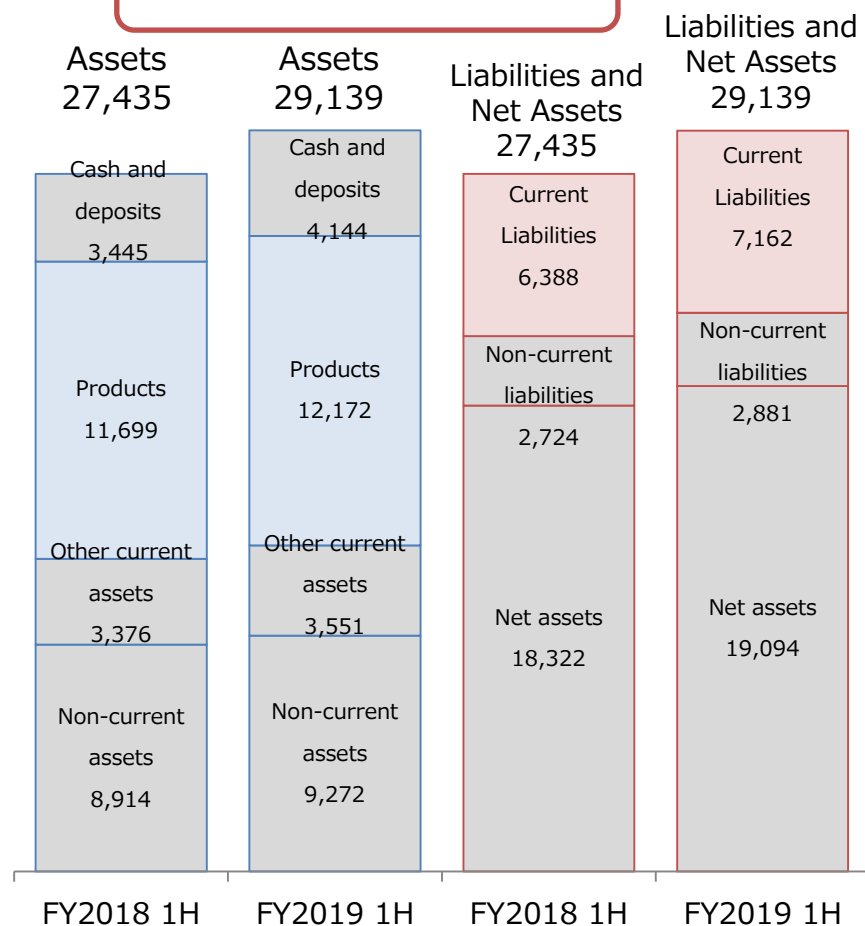 Assets
27,435
Cash and
deposits
3,445
Products
11,699
Other current
assets
3,376
Non-current
assets
8,914
FY2018 1H
Assets
29,139
Cash and
deposits
4,144
Products
12,172
Other current
assets
3,551
Non-current
assets
9,272
FY2019 1H
Liabilities and
Net Assets
27,435
Current
Liabilities
6,388
Non-current
liabilities
2,724
Net assets
18,322
FY2018 1H
Liabilities and
Net Assets
29,139
Current
Liabilities
7,162
Non-current
liabilities
2,881
Net assets
19,094
FY2019 1H